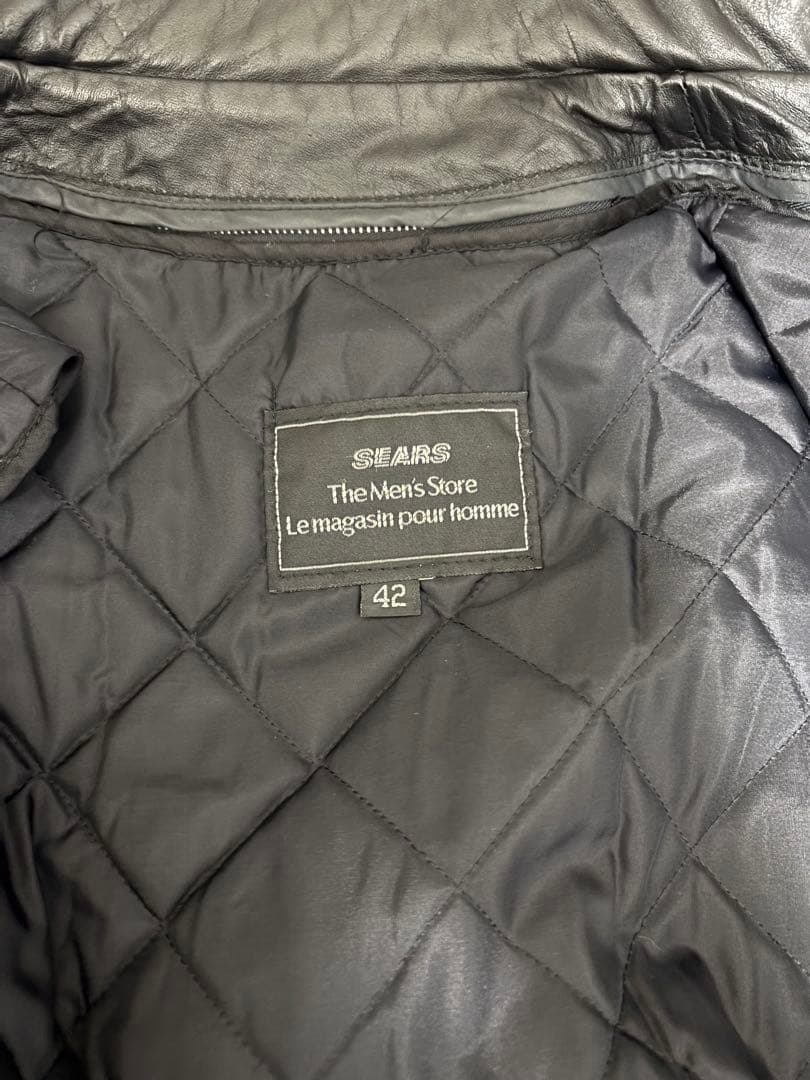 SEARS
The Men's Store
Le magasin pour homme
42